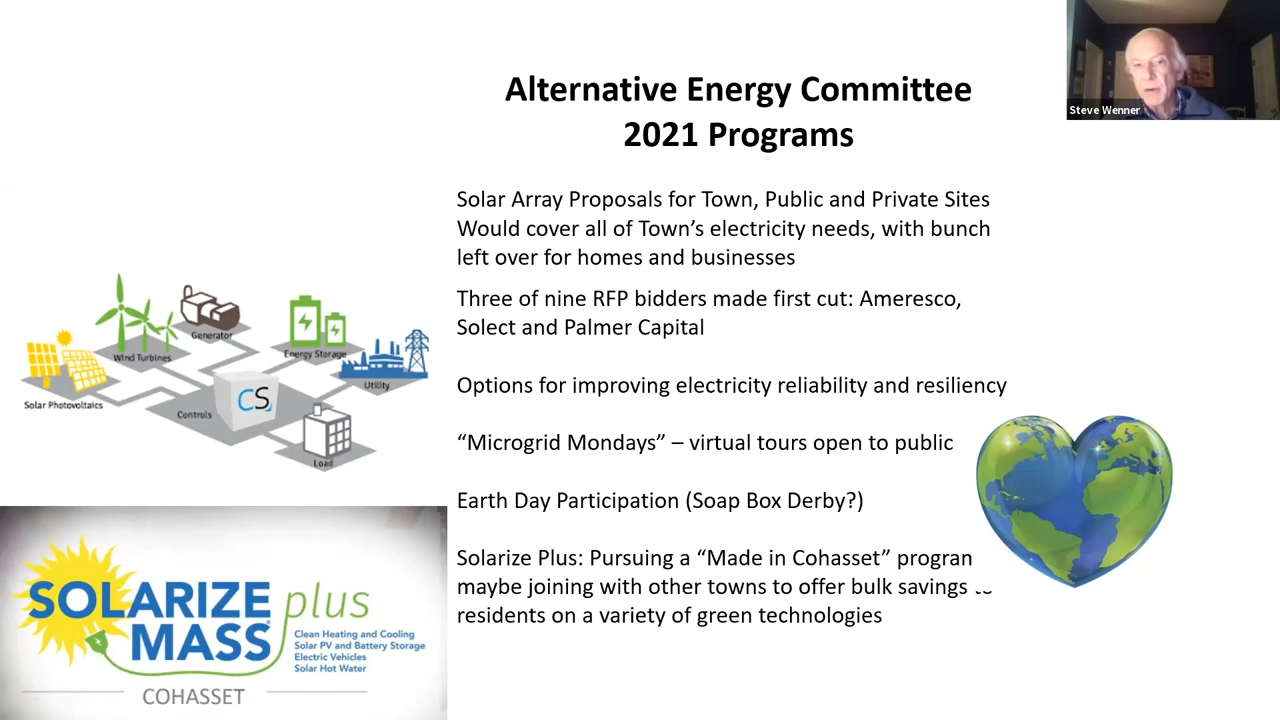 Alternative Energy Committee
2021 Programs
Steve Wenner
Solar Array Proposals for Town, Public and Private Sites
Would cover all of Town’s electricity needs, with bunch
left over for homes and businesses
Three of nine RFP bidders made first cut: Ameresco,
Solect and Palmer Capital
Options for improving electricity reliability and resiliency
“Microgrid Mondays” – virtual tours open to public
Earth Day Participation (Soap Box Derby?)
Solarize Plus: Pursuing a “Made in Cohasset”
maybe joining with other towns to offer bulk savings
residents on a variety of green technologies
Generator
Wind Turbines
Energy Storage
Utility
Solar Photovoltaics
Controls
CS
Load
SOLARIZE plus
MASS
Clean Heating and Cooling
Solar PV and Battery Storage
Electric Vehicles
Solar Hot Water
COHASSET